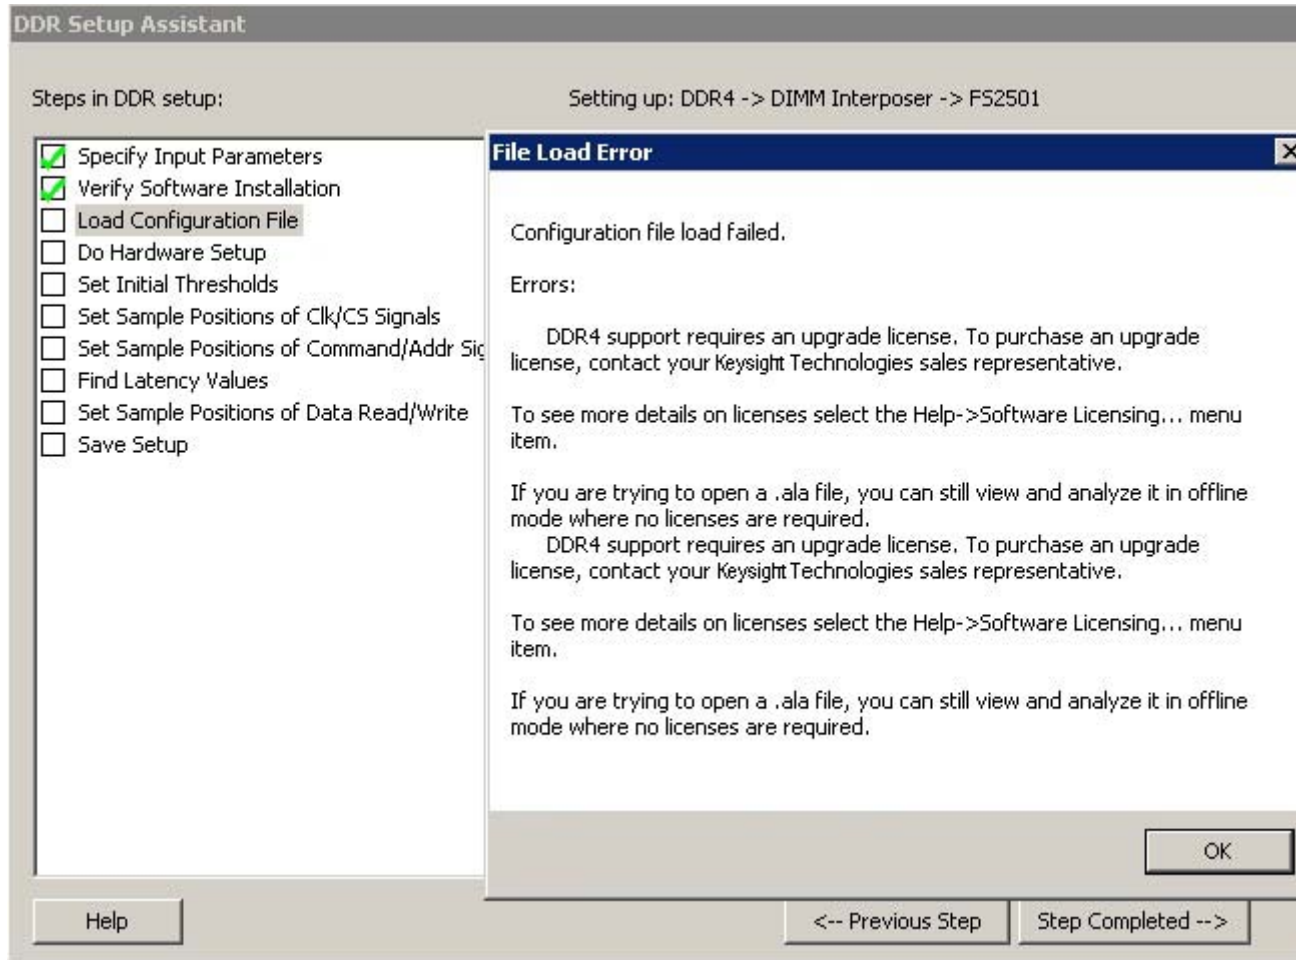 DDR Setup Assistant
Steps in DDR setup:
Setting up: DDR4 -> DIMM Interposer -> FS2501
Specify Input Parameters
Verify Software Installation
Load Configuration File
Do Hardware Setup
Set Initial Thresholds
Set Sample Positions of Clk/CS Signals
Set Sample Positions of Command/Addr Sig
Find Latency Values
Set Sample Positions of Data Read/Write
Save Setup
File Load Error
Configuration file load failed.
Errors:
DDR4 support requires an upgrade license. To purchase an upgrade
license, contact your Keysight Technologies sales representative.
To see more details on licenses select the Help->Software Licensing... menu
item.
If you are trying to open a .ala file, you can still view and analyze it in offline
mode where no licenses are required.
DDR4 support requires an upgrade license. To purchase an upgrade
license, contact your Keysight Technologies sales representative.
To see more details on licenses select the Help->Software Licensing... menu
item.
If you are trying to open a .ala file, you can still view and analyze it in offline
mode where no licenses are required.
OK
Help
<-- Previous Step
Step Completed -->